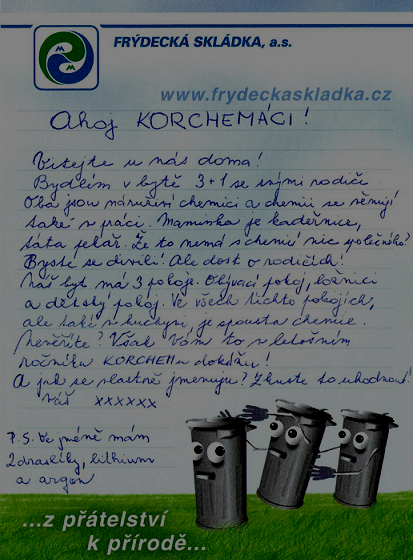 FRÝDECKÁ SKLÁDKA, a.s.
www.frydeckaskladka.cz
Ahoj KORCHEMÁCI!
Vítejte u nás doma!
Bydlím v bytě 3+1 se svými rodiči.
Oba jsou náruživí chemici a chemii se věnují
také v práci. Maminka je kadeřnice,
táta pekař. Že to nemá s chemií nic společného?
Byste se divili! Ale dost o rodičích!
Náš byt má 3 pokoje. Obývací pokoj, ložnici
a dětský pokoj. Ve všech těchto pokojích,
ale také v kuchyni, je spousta chemie.
Nevěříte? Však Vám to v letošním
ročníku KORCHEMu dokážu!
A jak se vlastně jmenuju? Zkuste to uhodnout!
Váš xxxxxx
P.S. Ve jméně mám
2 draslíky, lithium
a argon
...z přátelství
k přírodě...